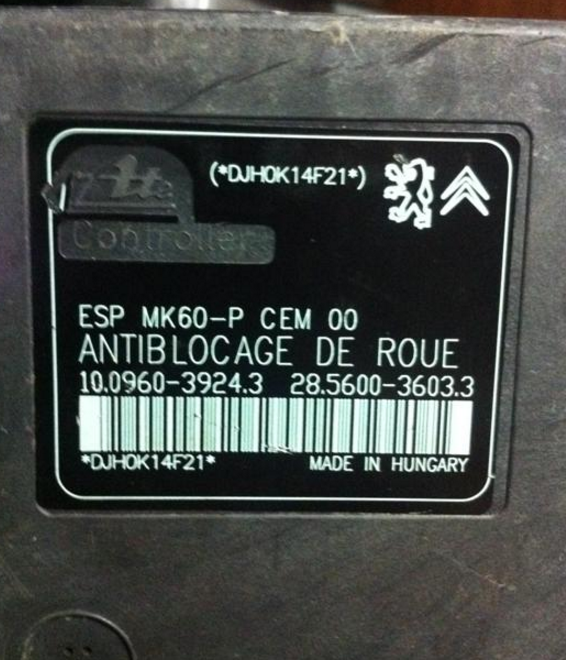 Ate
(*DJH0K14F21*)
Controller
ESP MK60-P CEM 00
ANTIBLOCAGE DE ROUE
10.0960-3924.3 28.5600-3603.3
*DJH0K14F21*
MADE IN HUNGARY